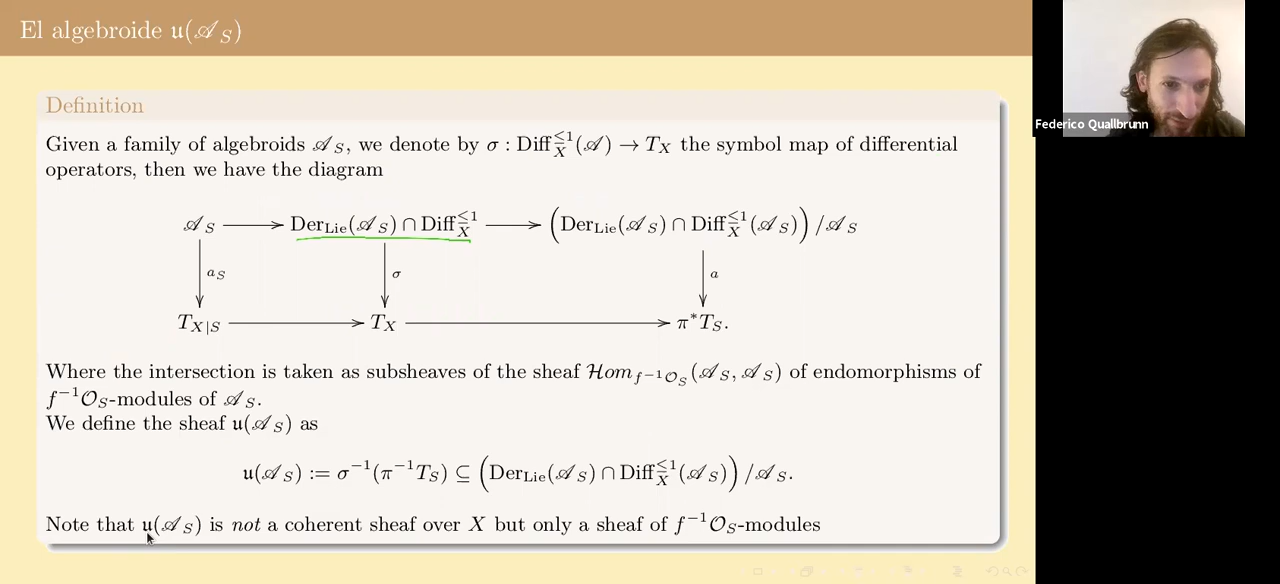 El algebroide 𝔲(𝒜_S)
Federico Quallbrunn
Definition
Given a family of algebroids 𝒜_S, we denote by σ : Diff_X^{≤1}(𝒜) → T_X the symbol map of differential
operators, then we have the diagram
𝒜_S ⟶ Der_Lie(𝒜_S) ∩ Diff_X^{≤1} ⟶ (Der_Lie(𝒜_S) ∩ Diff_X^{≤1}(𝒜_S)) /𝒜_S
a_S σ a
T_{X|S} ⟶ T_X ⟶ π*T_S.
Where the intersection is taken as subsheaves of the sheaf ℋom_{f^{-1}𝒪_S}(𝒜_S, 𝒜_S) of endomorphisms of
f^{-1}𝒪_S-modules of 𝒜_S.
We define the sheaf 𝔲(𝒜_S) as
𝔲(𝒜_S) := σ^{-1}(π^{-1}T_S) ⊆ (Der_Lie(𝒜_S) ∩ Diff_X^{≤1}(𝒜_S)) /𝒜_S.
Note that 𝔲(𝒜_S) is not a coherent sheaf over X but only a sheaf of f^{-1}𝒪_S-modules